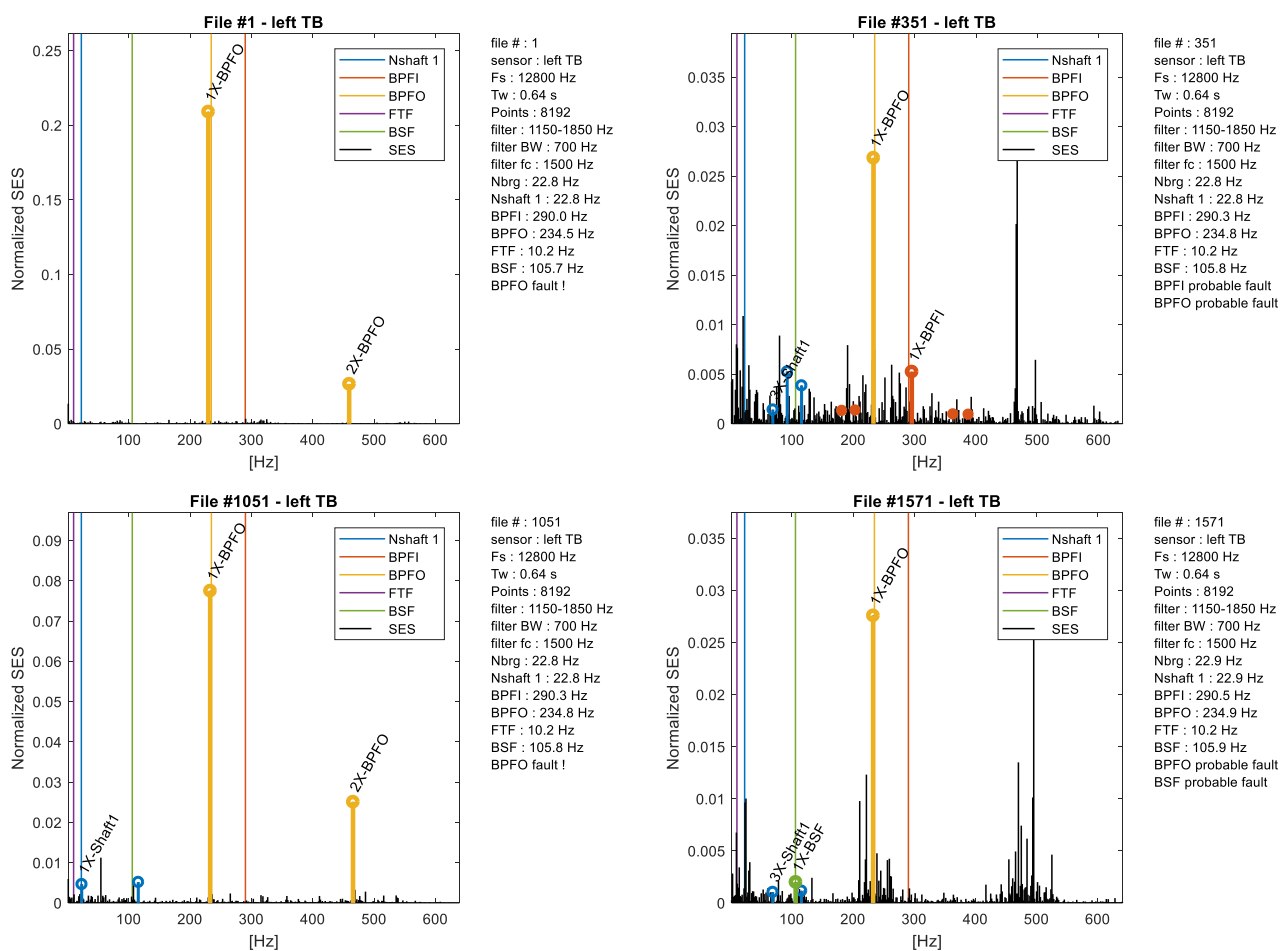 File #1 - left TB
Normalized SES
0.25
0.2
0.15
0.1
0.05
0
100
200
300
400
500
600
[Hz]
1X-BPFO
2X-BPFO
Nshaft 1
BPFI
BPFO
FTF
BSF
SES
file # : 1
sensor : left TB
Fs : 12800 Hz
Tw : 0.64 s
Points : 8192
filter : 1150-1850 Hz
filter BW : 700 Hz
filter fc : 1500 Hz
Nbrg : 22.8 Hz
Nshaft 1 : 22.8 Hz
BPFI : 290.0 Hz
BPFO : 234.5 Hz
FTF : 10.2 Hz
BSF : 105.7 Hz
BPFO fault !
File #351 - left TB
Normalized SES
0.035
0.03
0.025
0.02
0.015
0.01
0.005
0
100
200
300
400
500
600
[Hz]
3X-Shaft1
1X-BPFO
1X-BPFI
Nshaft 1
BPFI
BPFO
FTF
BSF
SES
file # : 351
sensor : left TB
Fs : 12800 Hz
Tw : 0.64 s
Points : 8192
filter : 1150-1850 Hz
filter BW : 700 Hz
filter fc : 1500 Hz
Nbrg : 22.8 Hz
Nshaft 1 : 22.8 Hz
BPFI : 290.3 Hz
BPFO : 234.8 Hz
FTF : 10.2 Hz
BSF : 105.8 Hz
BPFI probable fault
BPFO probable fault
File #1051 - left TB
Normalized SES
0.09
0.08
0.07
0.06
0.05
0.04
0.03
0.02
0.01
0
100
200
300
400
500
600
[Hz]
1X-Shaft1
1X-BPFO
2X-BPFO
Nshaft 1
BPFI
BPFO
FTF
BSF
SES
file # : 1051
sensor : left TB
Fs : 12800 Hz
Tw : 0.64 s
Points : 8192
filter : 1150-1850 Hz
filter BW : 700 Hz
filter fc : 1500 Hz
Nbrg : 22.8 Hz
Nshaft 1 : 22.8 Hz
BPFI : 290.3 Hz
BPFO : 234.8 Hz
FTF : 10.2 Hz
BSF : 105.8 Hz
BPFO fault !
File #1571 - left TB
Normalized SES
0.035
0.03
0.025
0.02
0.015
0.01
0.005
0
100
200
300
400
500
600
[Hz]
3X-Shaft1
1X-BSF
1X-BPFO
Nshaft 1
BPFI
BPFO
FTF
BSF
SES
file # : 1571
sensor : left TB
Fs : 12800 Hz
Tw : 0.64 s
Points : 8192
filter : 1150-1850 Hz
filter BW : 700 Hz
filter fc : 1500 Hz
Nbrg : 22.9 Hz
Nshaft 1 : 22.9 Hz
BPFI : 290.5 Hz
BPFO : 234.9 Hz
FTF : 10.2 Hz
BSF : 105.9 Hz
BPFO probable fault
BSF probable fault